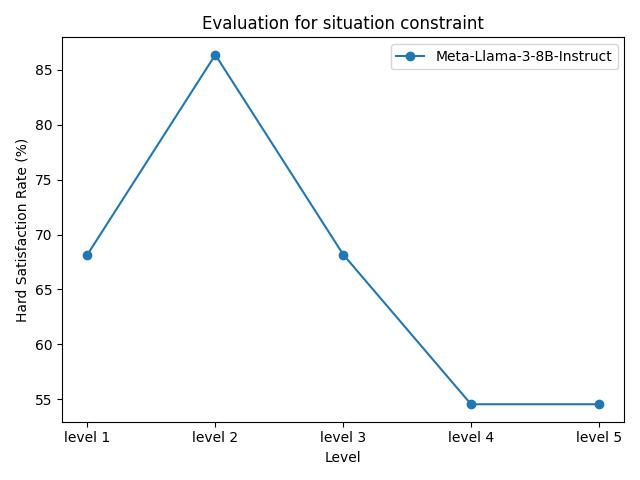 Evaluation for situation constraint
Meta-Llama-3-8B-Instruct
Hard Satisfaction Rate (%)
85
80
75
70
65
60
55
level 1 level 2 level 3 level 4 level 5
Level